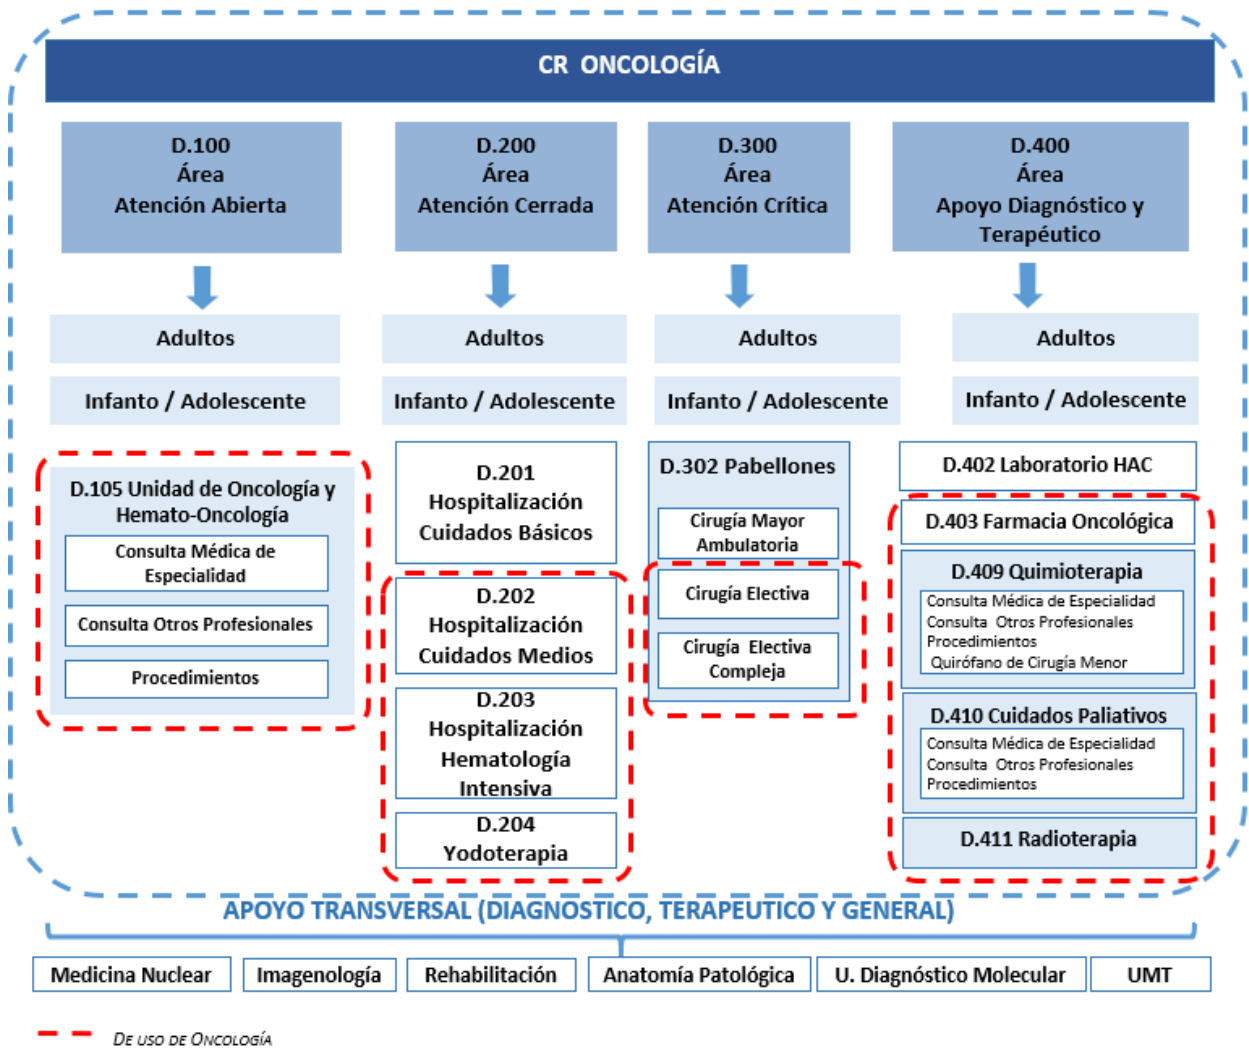 CR ONCOLOGÍA
D.100
Área
Atención Abierta
D.200
Área
Atención Cerrada
D.300
Área
Atención Crítica
D.400
Área
Apoyo Diagnóstico y
Terapéutico
Adultos
Adultos
Adultos
Adultos
Infanto / Adolescente
Infanto / Adolescente
Infanto / Adolescente
Infanto / Adolescente
D.105 Unidad de Oncología y
Hemato-Oncología
Consulta Médica de
Especialidad
Consulta Otros Profesionales
Procedimientos
D.201
Hospitalización
Cuidados Básicos
D.202
Hospitalización
Cuidados Medios
D.203
Hospitalización
Hematología
Intensiva
D.204
Yodoterapia
D.302 Pabellones
Cirugía Mayor
Ambulatoria
Cirugía Electiva
Cirugía Electiva
Compleja
D.402 Laboratorio HAC
D.403 Farmacia Oncológica
D.409 Quimioterapia
Consulta Médica de Especialidad
Consulta Otros Profesionales
Procedimientos
Quirófano de Cirugía Menor
D.410 Cuidados Paliativos
Consulta Médica de Especialidad
Consulta Otros Profesionales
Procedimientos
D.411 Radioterapia
APOYO TRANSVERSAL (DIAGNOSTICO, TERAPEUTICO Y GENERAL)
Medicina Nuclear
Imagenología
Rehabilitación
Anatomía Patológica
U. Diagnóstico Molecular
UMT
DE USO DE ONCOLOGÍA